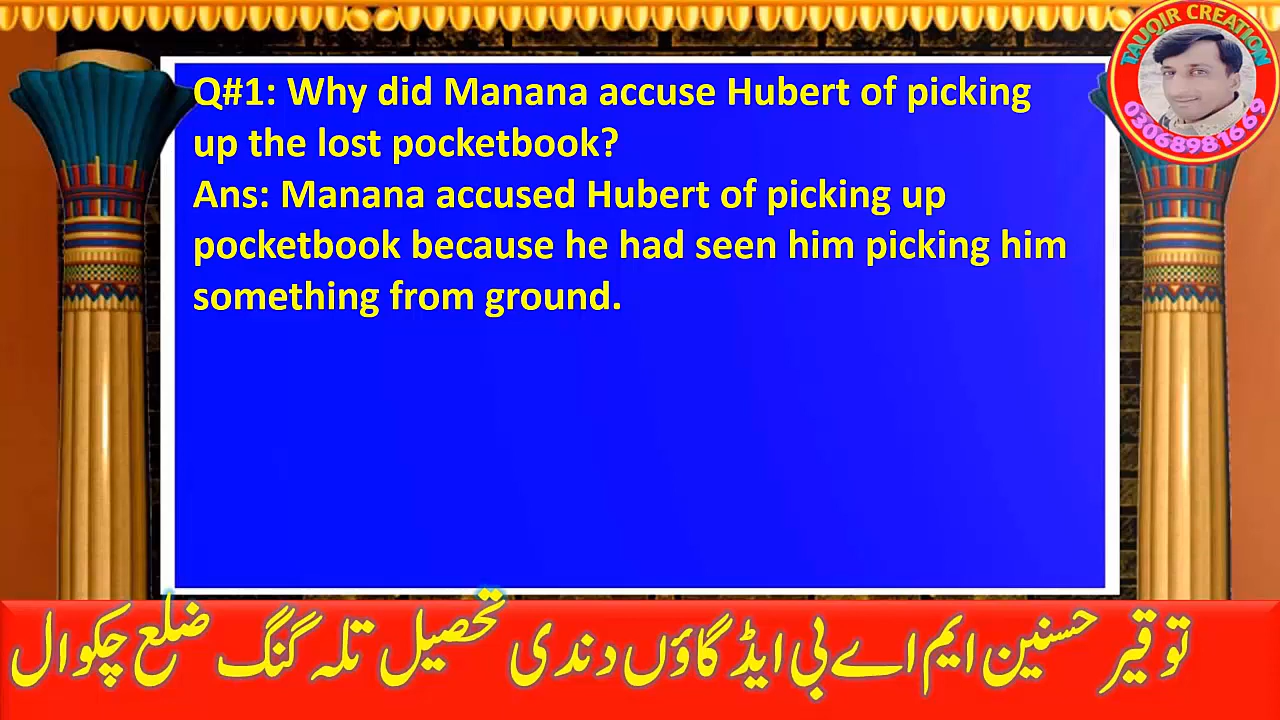 Q#1: Why did Manana accuse Hubert of picking
up the lost pocketbook?
Ans: Manana accused Hubert of picking up
pocketbook because he had seen him picking him
something from ground.
TAUQIR CREATION
03068981669
توقیر حسنین ایم اے بی ایڈ گاؤں دندی تحصیل تلہ گنگ ضلع چکوال